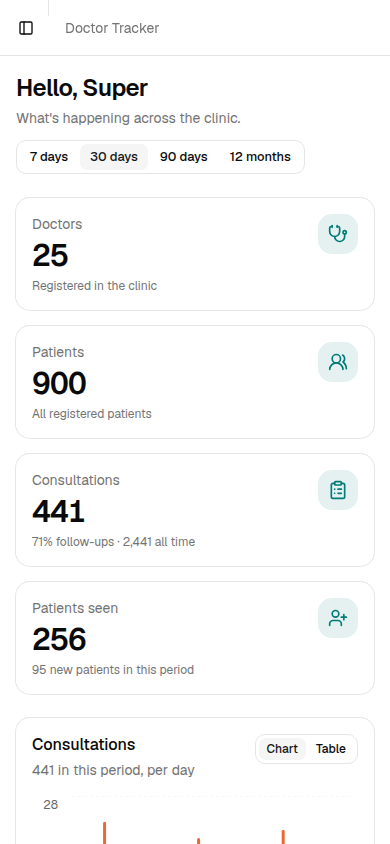 Doctor Tracker
Hello, Super
What's happening across the clinic.
7 days 30 days 90 days 12 months
Doctors
25
Registered in the clinic
Patients
900
All registered patients
Consultations
441
71% follow-ups · 2,441 all time
Patients seen
256
95 new patients in this period
Consultations
Chart Table
441 in this period, per day
28